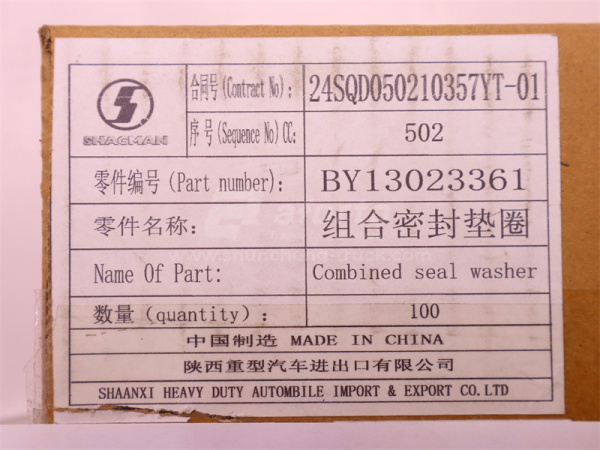 合同号(Contract No): 24SQD050210357YT-01
SHACMAN
序号(Sequence No)CC: 502
零件编号(Part number): BY13023361
零件名称: 组合密封垫圈
Name Of Part: Combined seal washer
数量(quantity): 100
中国制造 MADE IN CHINA
陕西重型汽车进出口有限公司
SHAANXI HEAVY DUTY AUTOMBILE IMPORT & EXPORT CO.LTD